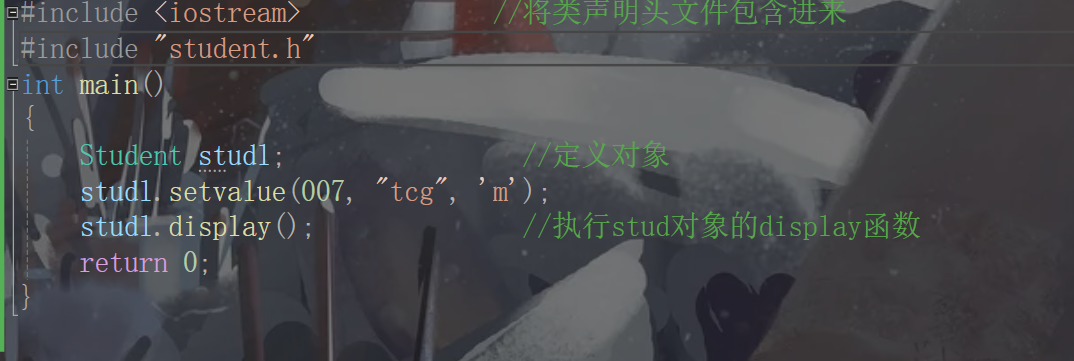 #include <iostream> //将类声明头文件包含进来
#include "student.h"
int main()
{
Student studl; //定义对象
studl.setvalue(007, "tcg", 'm');
studl.display(); //执行stud对象的display函数
return 0;
}